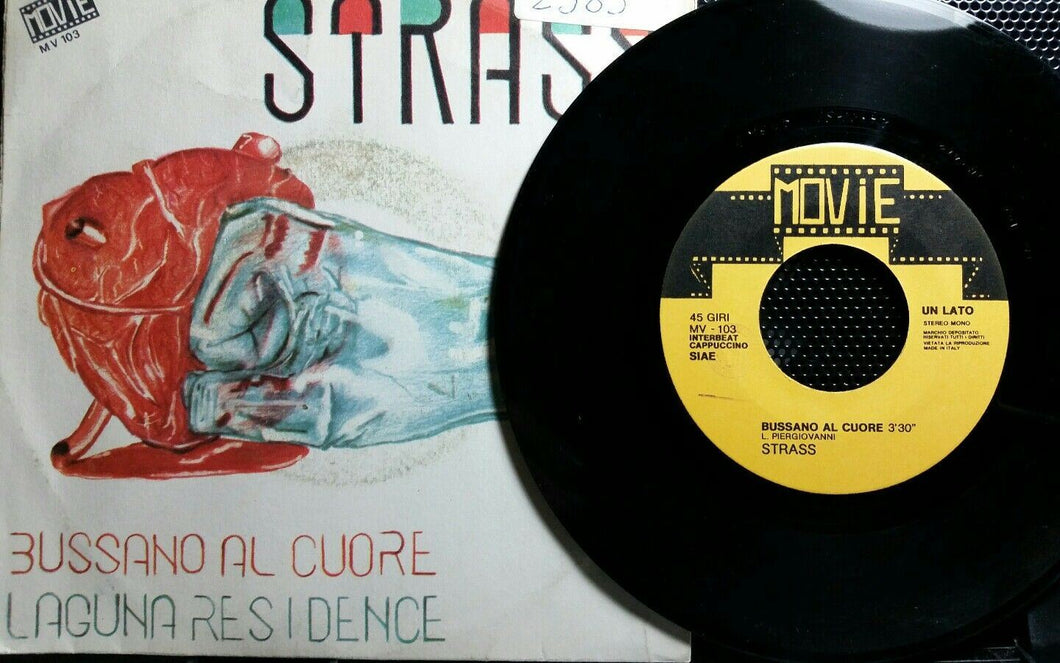 MOVIE
MV 103
STRASS
2585
BUSSANO AL CUORE
LAGUNA RESIDENCE
MOViE
45 GIRI
MV - 103
INTERBEAT
CAPPUCCINO
SIAE
UN LATO
STEREO MONO
MARCHIO DEPOSITATO
RISERVATI TUTTI I DIRITTI
VIETATA LA RIPRODUZIONE
MADE IN ITALY
BUSSANO AL CUORE 3'30"
L. PIERGIOVANNI
STRASS